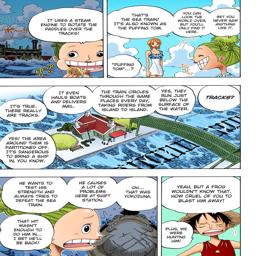 IT USES A STEAM
ENGINE TO ROTATE
THE PADDLES OVER
THE TRACKS!
THAT'S
THE SEA TRAIN!
IT'S ALSO KNOWN
AS THE PUFFING TOM.
"PUFFING
TOM"...
YOU CAN
LOOK THE
WORLD OVER,
BUT YOU'LL
ONLY FIND IT
HERE!
BET YOU
NEVER SAW
ANYTHING
LIKE IT.
IT'S TRUE,
THERE
REALLY ARE
TRACKS.
IT EVEN
HAULS BOATS
AND
DELIVERS
MAIL.
THE TRAIN CIRCLES
THROUGH THE SAME
PLACES EVERY DAY,
TAKING RIDERS FROM
ISLAND TO ISLAND.
YES, THEY
RUN JUST
BELOW THE
SURFACE OF
THE WATER.
TRACKS?
YES! THE AREA
AROUND THEM IS
PARTITIONED OFF.
IT'S DANGEROUS
TO BRING A SHIP
IN, YOU KNOW.
HE WANTS TO
TEST HIS
STRENGTH AND
ALWAYS TRIES TO
DEFEAT THE SEA
TRAIN.
THAT HIT
WASN'T
ENOUGH TO
DO HIM IN...
I BET HE'LL
BE BACK!
HE CAUSES
A LOT OF
PROBLEMS
HERE AT SHIFT
STATION.
OH...
THAT WAS
YOKOZUNA.
YEAH, BUT A FROG
WOULDN'T KNOW THAT.
HOW CRUEL OF YOU
TO BLAST HIM AWAY!
PLUS,
WE WERE
HUNTING
HIM!